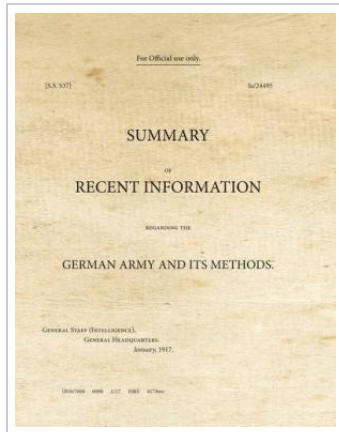 For Official use only.
[S.S. 537]
Ia/24495
SUMMARY
OF
RECENT INFORMATION
REGARDING THE
GERMAN ARMY AND ITS METHODS.
General Staff (Intelligence),
General Headquarters.
January, 1917.